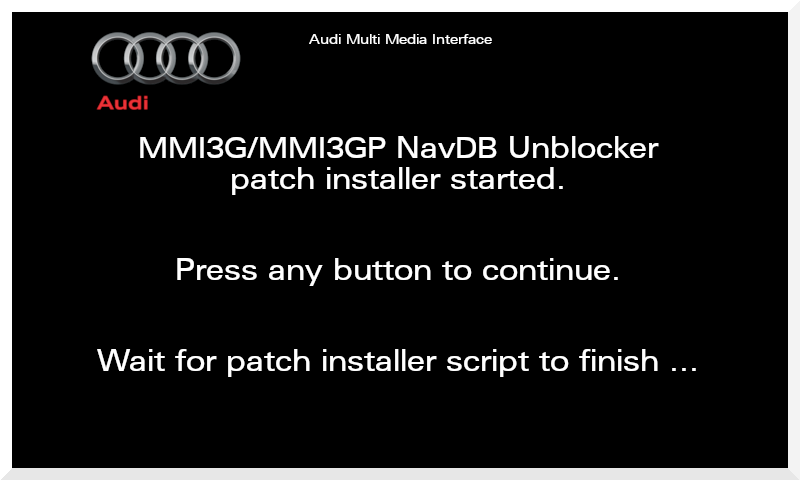 Audi Multi Media Interface
Audi
MMI3G/MMI3GP NavDB Unblocker
patch installer started.
Press any button to continue.
Wait for patch installer script to finish ...